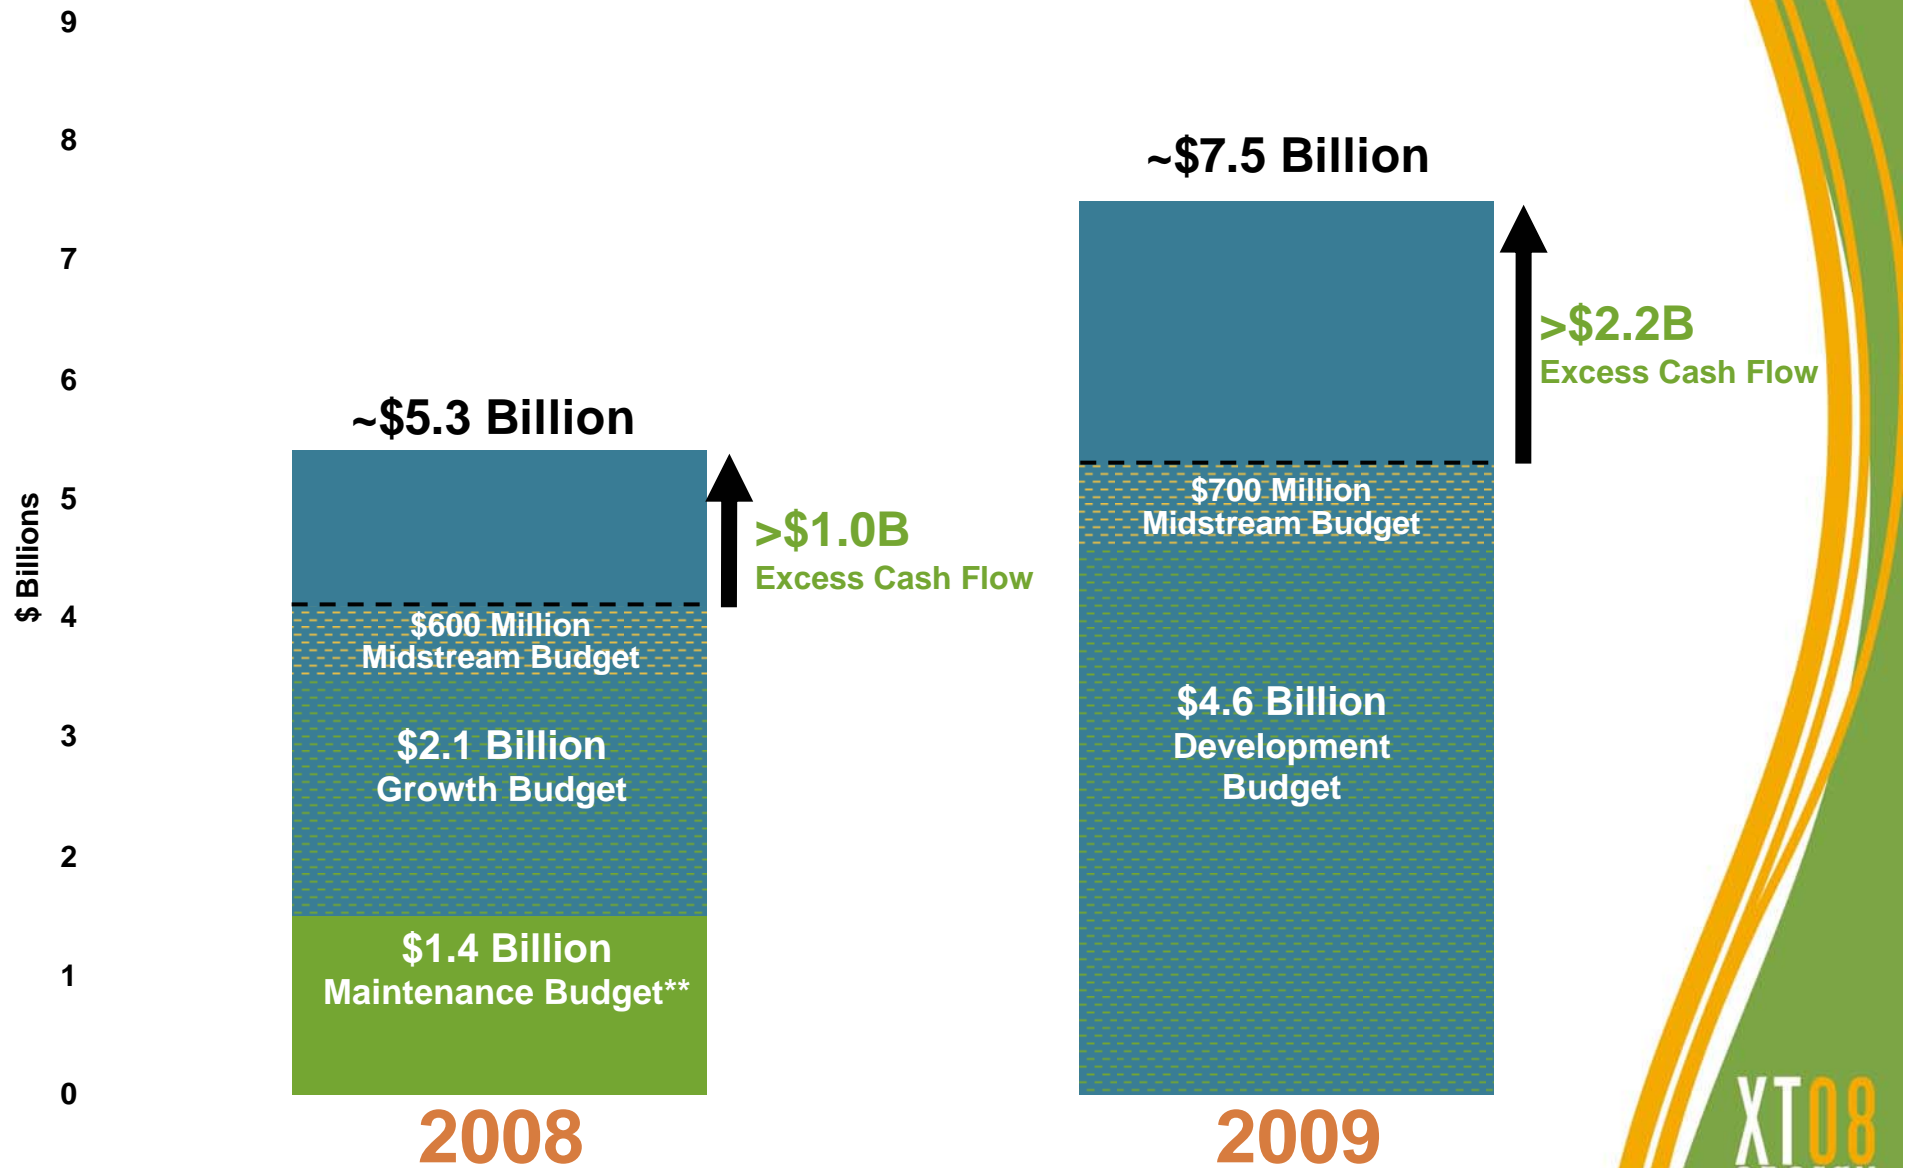 9
8
7
6
5
4
3
2
1
0
$ Billions
~$5.3 Billion
>$1.0B
Excess Cash Flow
$600 Million
Midstream Budget
$2.1 Billion
Growth Budget
$1.4 Billion
Maintenance Budget**
2008
~$7.5 Billion
>$2.2B
Excess Cash Flow
$700 Million
Midstream Budget
$4.6 Billion
Development
Budget
2009
XT08